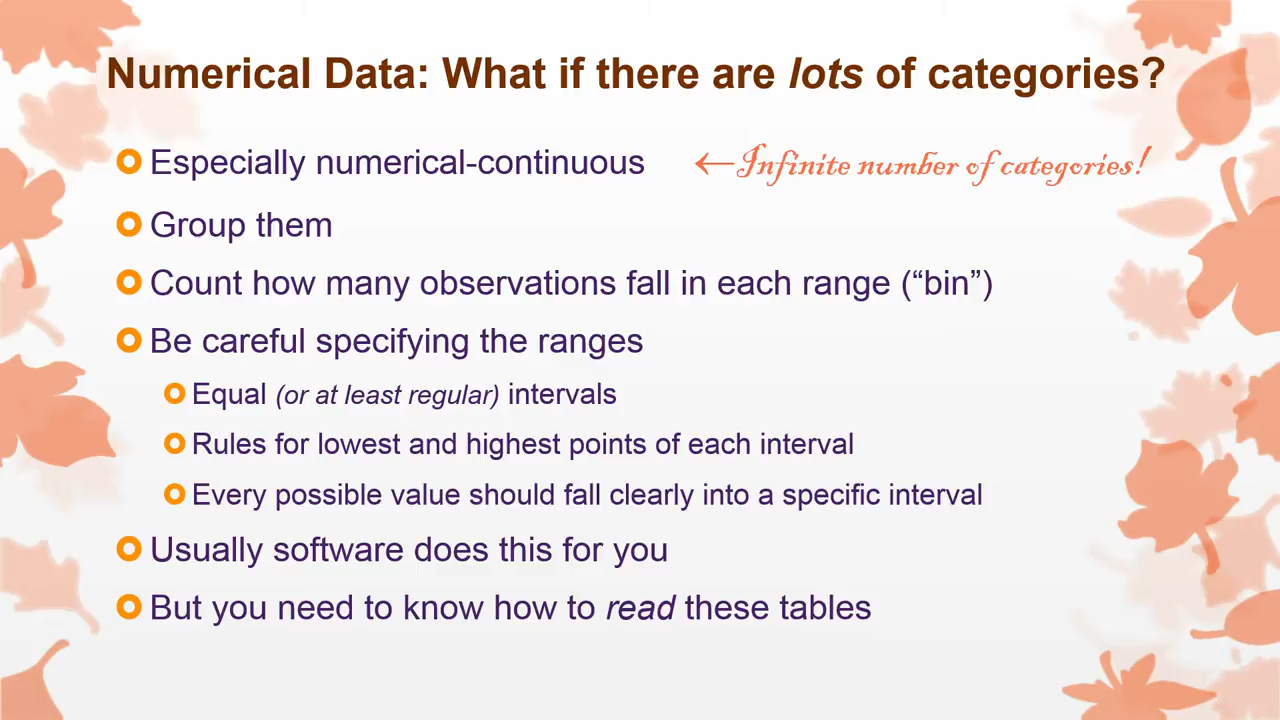 Numerical Data: What if there are lots of categories?
Especially numerical-continuous ←Infinite number of categories!
Group them
Count how many observations fall in each range (“bin”)
Be careful specifying the ranges
Equal (or at least regular) intervals
Rules for lowest and highest points of each interval
Every possible value should fall clearly into a specific interval
Usually software does this for you
But you need to know how to read these tables